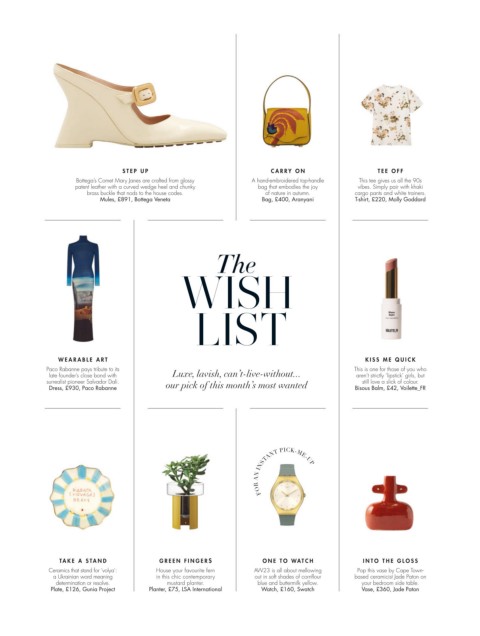 STEP UP
Bottega's Comet Mary Janes are crafted from glossy
patent leather with a curved wedge heel and chunky
brass buckle that nods to the house codes.
Mules, £891, Bottega Veneta
CARRY ON
A hand-embroidered top-handle
bag that embodies the joy
of nature in autumn.
Bag, £400, Aranyani
TEE OFF
This tee gives us all the 90s
vibes. Simply pair with khaki
cargo pants and white trainers.
T-shirt, £220, Molly Goddard
WEARABLE ART
Paco Rabanne pays tribute to its
late founder's close bond with
surrealist pioneer Salvador Dalí.
Dress, £930, Paco Rabanne
The
WISH
LIST
Luxe, lavish, can't-live-without...
our pick of this month's most wanted
KISS ME QUICK
This is one for those of you who
aren't strictly 'lipstick' girls, but
still love a slick of colour.
Bisous Balm, £42, Violette_FR
TAKE A STAND
Ceramics that stand for 'volya':
a Ukrainian word meaning
determination or resolve.
Plate, £126, Gunia Project
GREEN FINGERS
House your favourite fern
in this chic contemporary
mustard planter.
Planter, £75, LSA International
FOR AN INSTANT PICK-ME-UP
ONE TO WATCH
AW23 is all about mellowing
out in soft shades of cornflour
blue and buttermilk yellow.
Watch, £160, Swatch
INTO THE GLOSS
Pop this vase by Cape Town-
based ceramicist Jade Paton on
your bedroom side table.
Vase, £360, Jade Paton